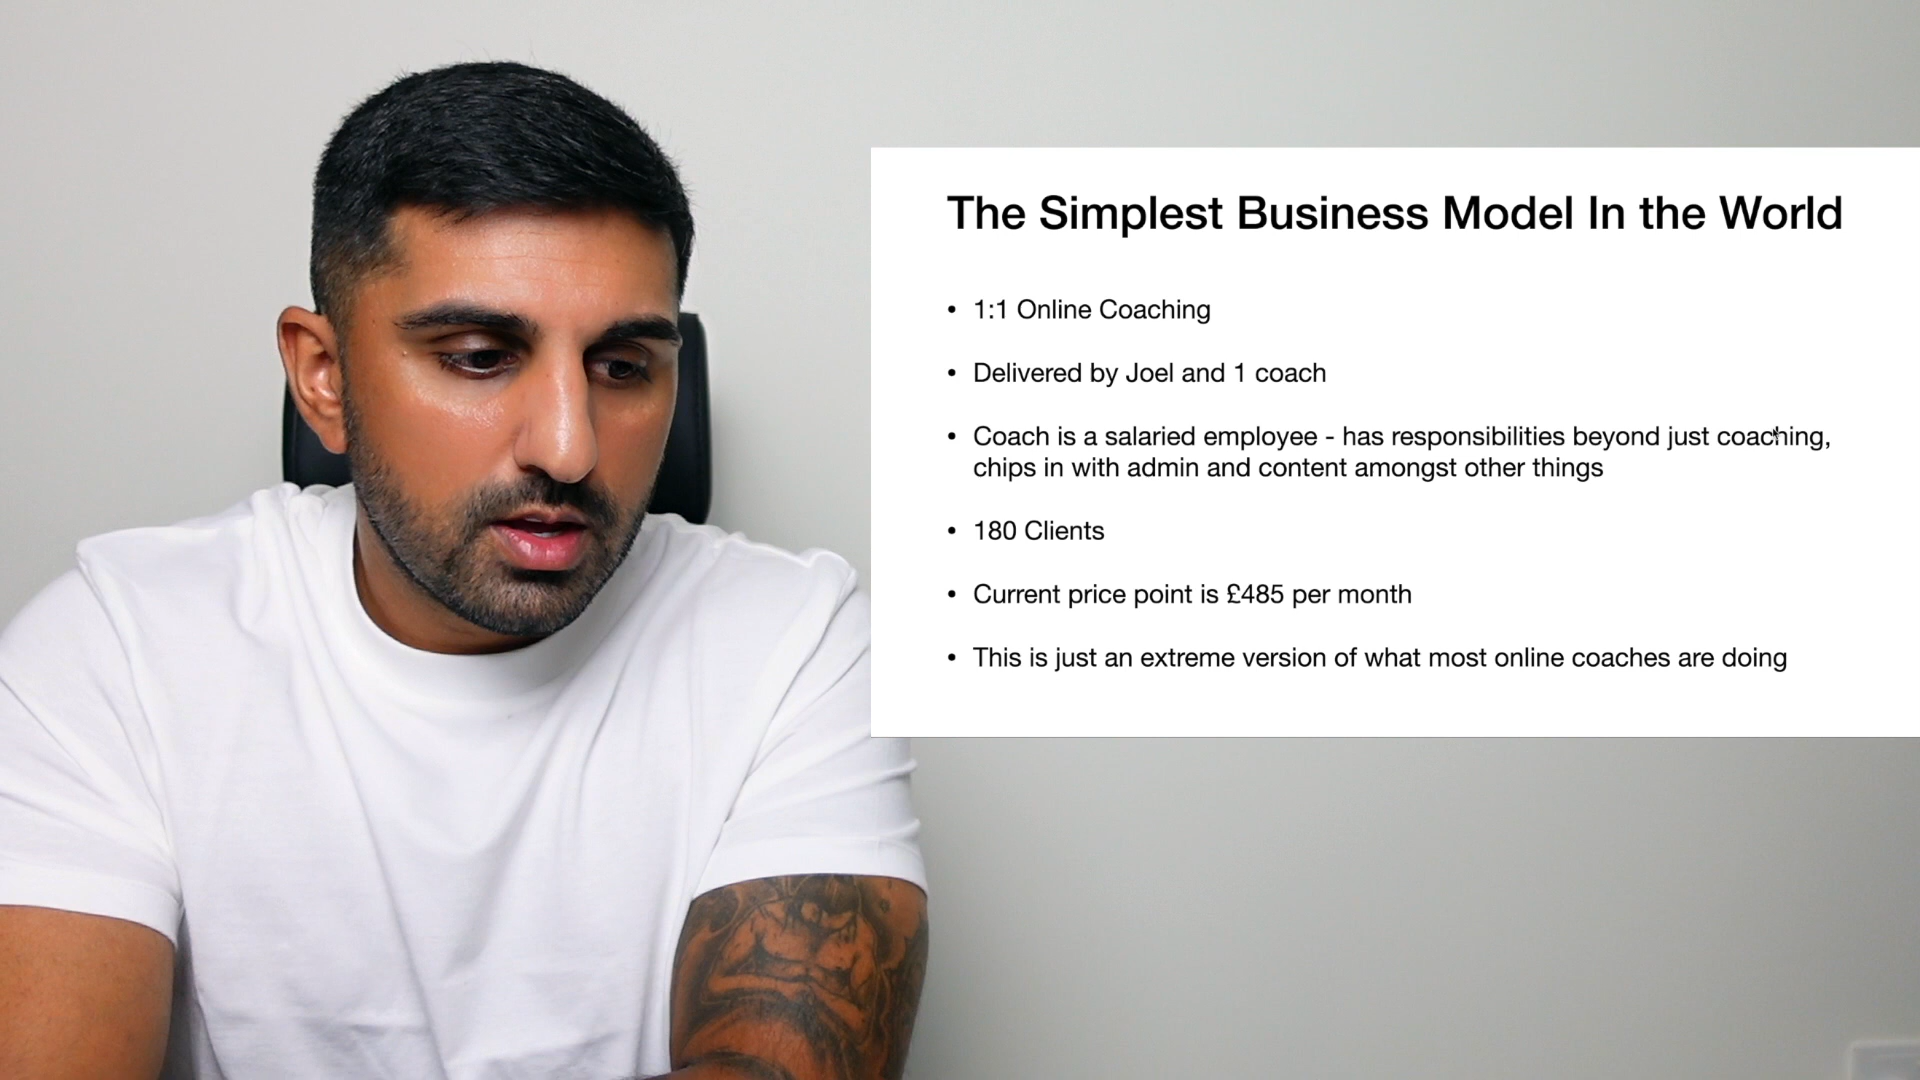 The Simplest Business Model In the World
• 1:1 Online Coaching
• Delivered by Joel and 1 coach
• Coach is a salaried employee - has responsibilities beyond just coaching,
chips in with admin and content amongst other things
• 180 Clients
• Current price point is £485 per month
• This is just an extreme version of what most online coaches are doing